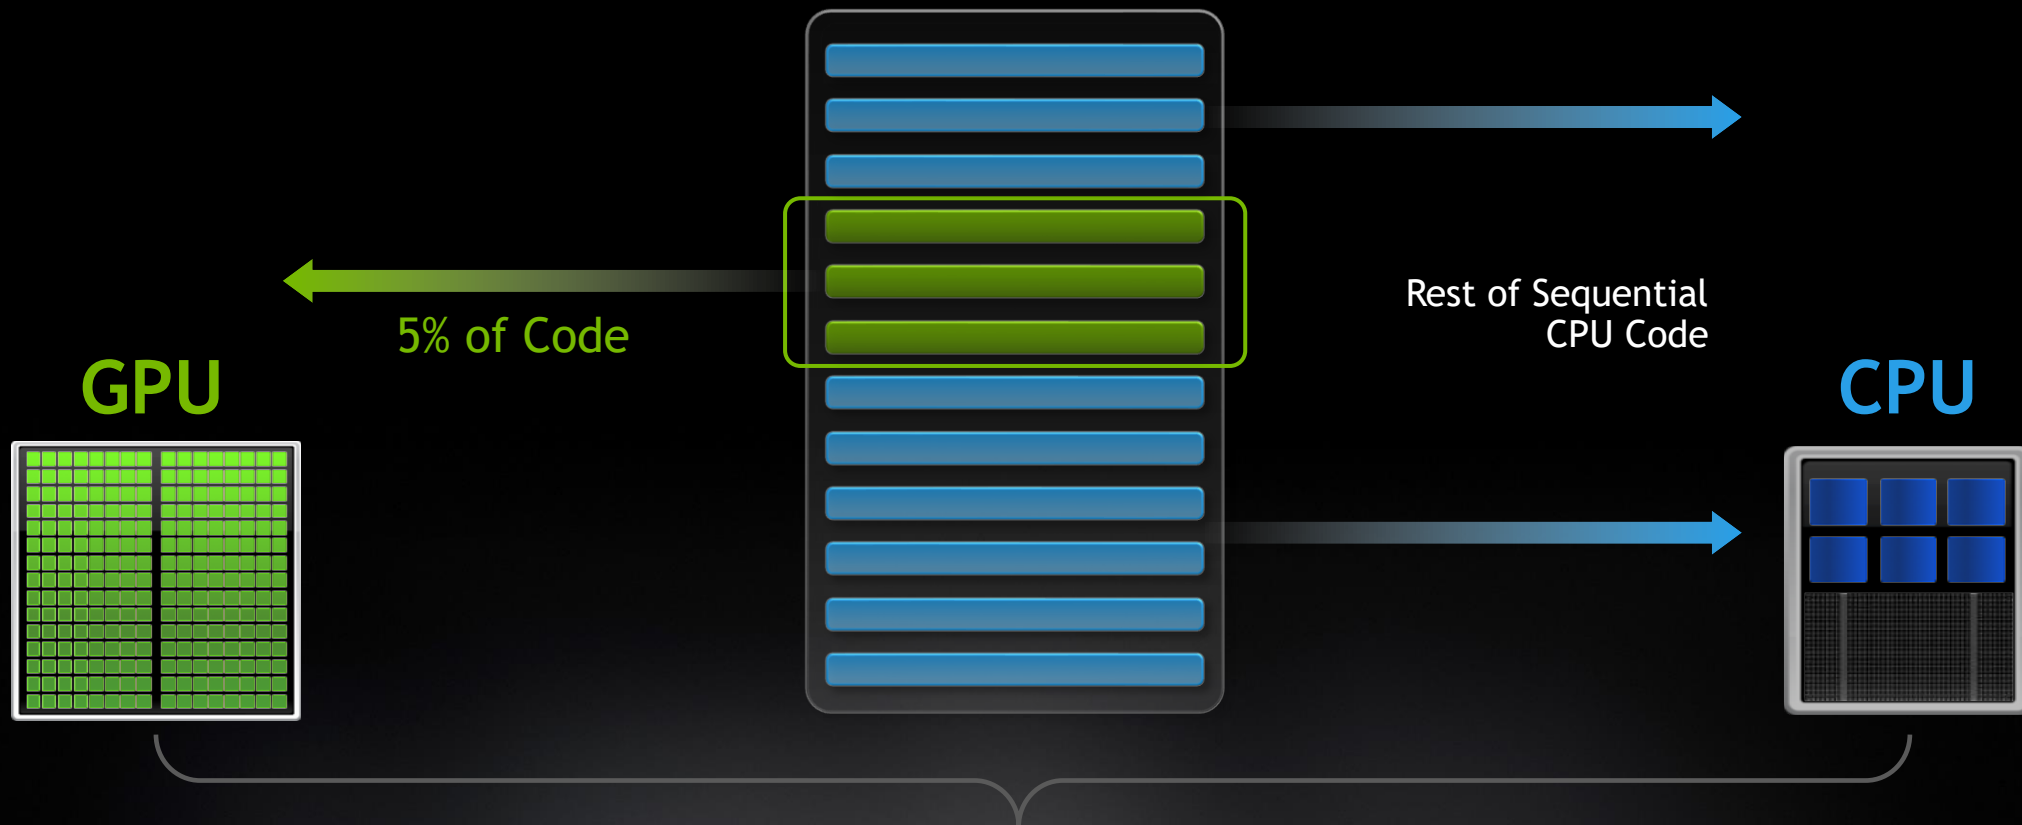 5% of Code
GPU
Rest of Sequential
CPU Code
CPU